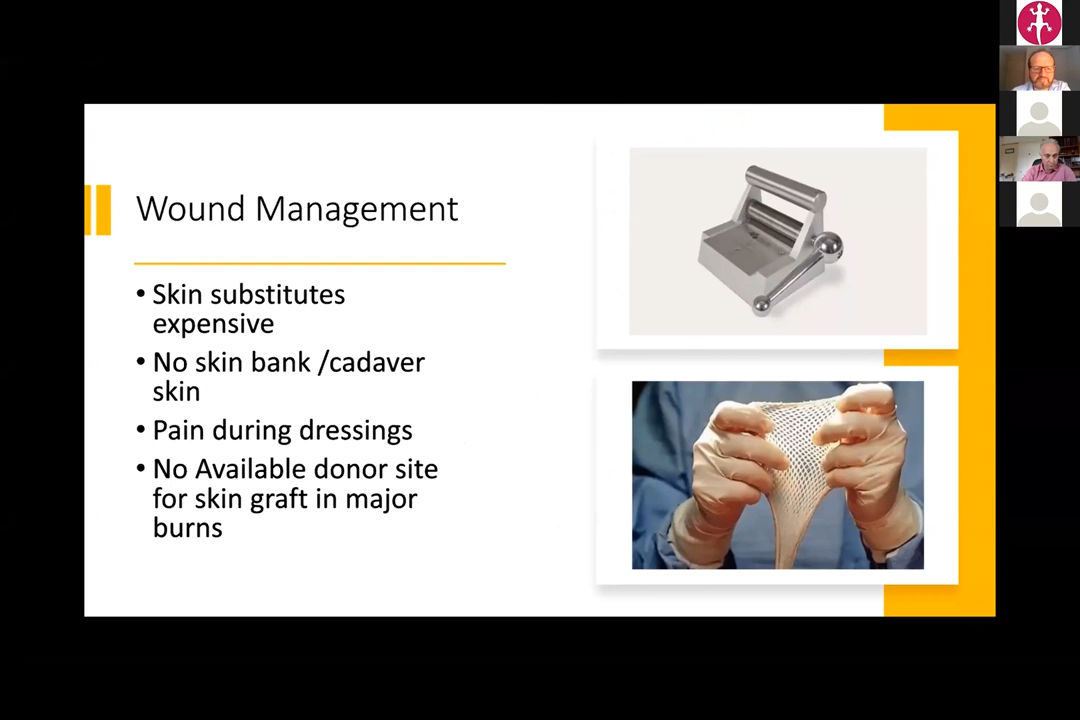 Wound Management
• Skin substitutes
expensive
• No skin bank /cadaver
skin
• Pain during dressings
• No Available donor site
for skin graft in major
burns